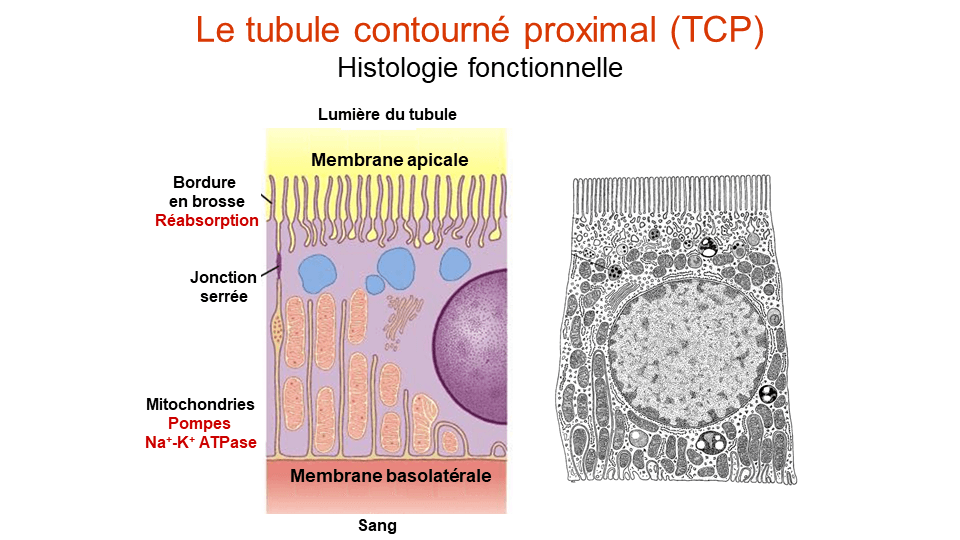 Le tubule contourné proximal (TCP)
Histologie fonctionnelle
Lumière du tubule
Membrane apicale
Bordure
en brosse
Réabsorption
Jonction
serrée
Mitochondries
Pompes
Na⁺-K⁺ ATPase
Membrane basolatérale
Sang